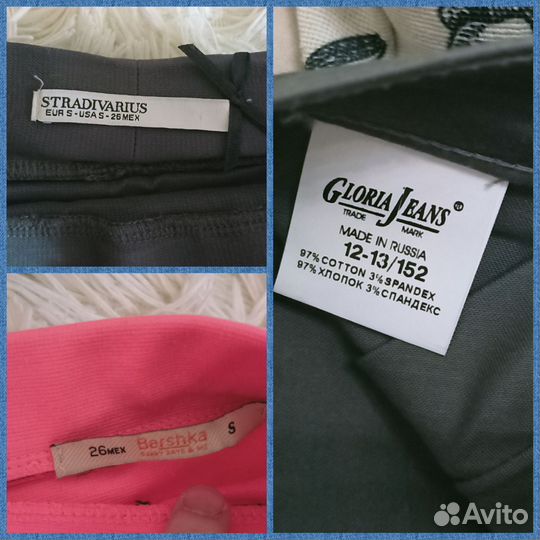 STRADIVARIUS
EUR S - USA S - 26 MEX
GLORIA JEANS
TRADE MARK
MADE IN RUSSIA
12-13/152
97% COTTON 3% SPANDEX
97% ХЛОПОК 3% СПАНДЕКС
26 MEX Bershka S
Avito